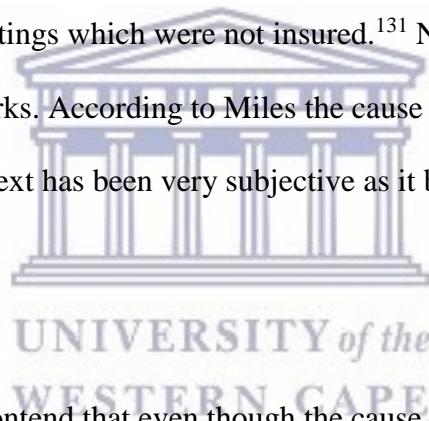 tings which were not insured.131 N
rks. According to Miles the cause
ext has been very subjective as it b
UNIVERSITY of the
WESTERN CAPE
ontend that even though the cause